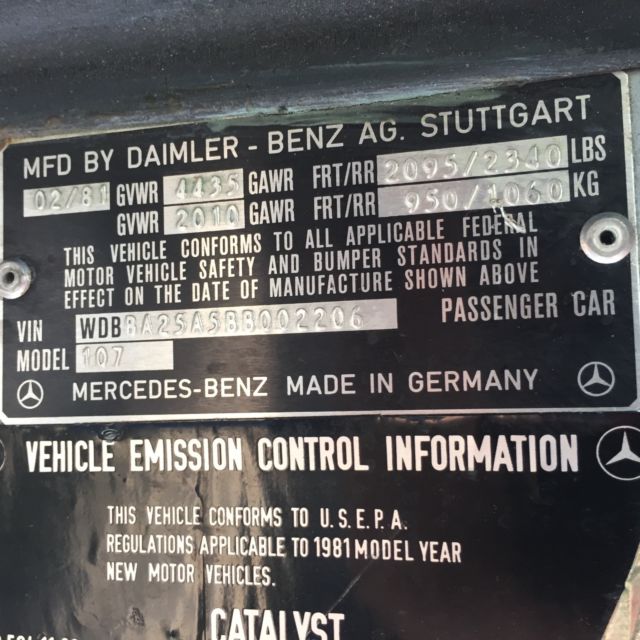 MFD BY DAIMLER - BENZ AG. STUTTGART
02/81 GVWR 4435 GAWR FRT/RR 2095/2340 LBS
GVWR 2010 GAWR FRT/RR 950/1060 KG
THIS VEHICLE CONFORMS TO ALL APPLICABLE FEDERAL
MOTOR VEHICLE SAFETY AND BUMPER STANDARDS IN
EFFECT ON THE DATE OF MANUFACTURE SHOWN ABOVE
VIN WDBBA25A5BB002206 PASSENGER CAR
MODEL 107
MERCEDES-BENZ MADE IN GERMANY
VEHICLE EMISSION CONTROL INFORMATION
THIS VEHICLE CONFORMS TO U.S.E.P.A.
REGULATIONS APPLICABLE TO 1981 MODEL YEAR
NEW MOTOR VEHICLES.
CATALYST